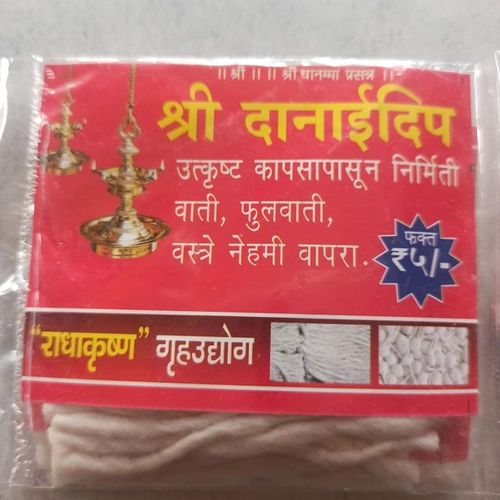 ।। श्री ।। ।। श्री धानम्मा प्रसन्न ।।
श्री दानाईदिप
उत्कृष्ट कापसापासून निर्मिती
वाती, फुलवाती,
वस्त्रे नेंहमी वापरा.
फक्त
₹५/-
"राधाकृष्ण" गृहउद्योग